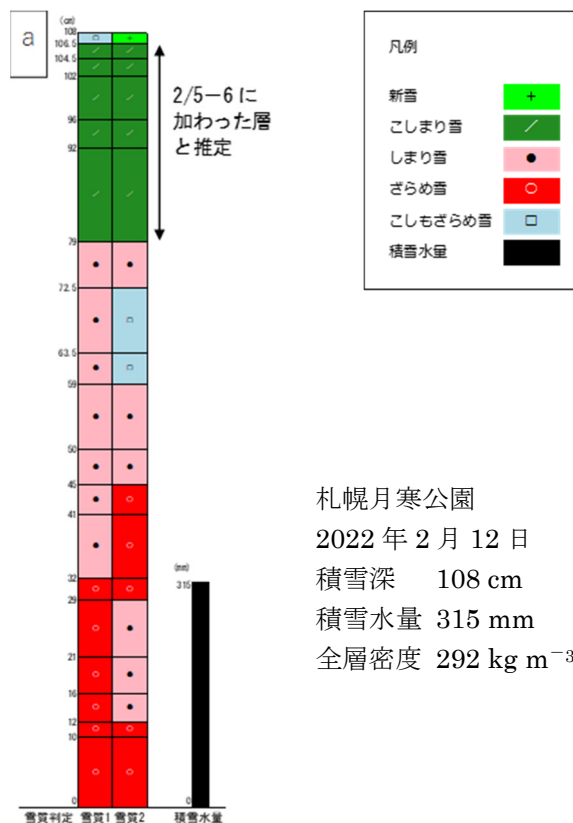 a
(cm)
108
106.5
104.5
102
96
92
79
72.5
63.5
59
50
45
41
32
29
21
16
12
10
0
2/5−6に
加わった層
と推定
(mm)
315
0
雪質判定 雪質1 雪質2 積雪水量
凡例
新雪 +
こしまり雪 ／
しまり雪 ●
ざらめ雪 ○
こしもざらめ雪 □
積雪水量
札幌月寒公園
2022 年 2 月 12 日
積雪深 108 cm
積雪水量 315 mm
全層密度 292 kg m⁻³